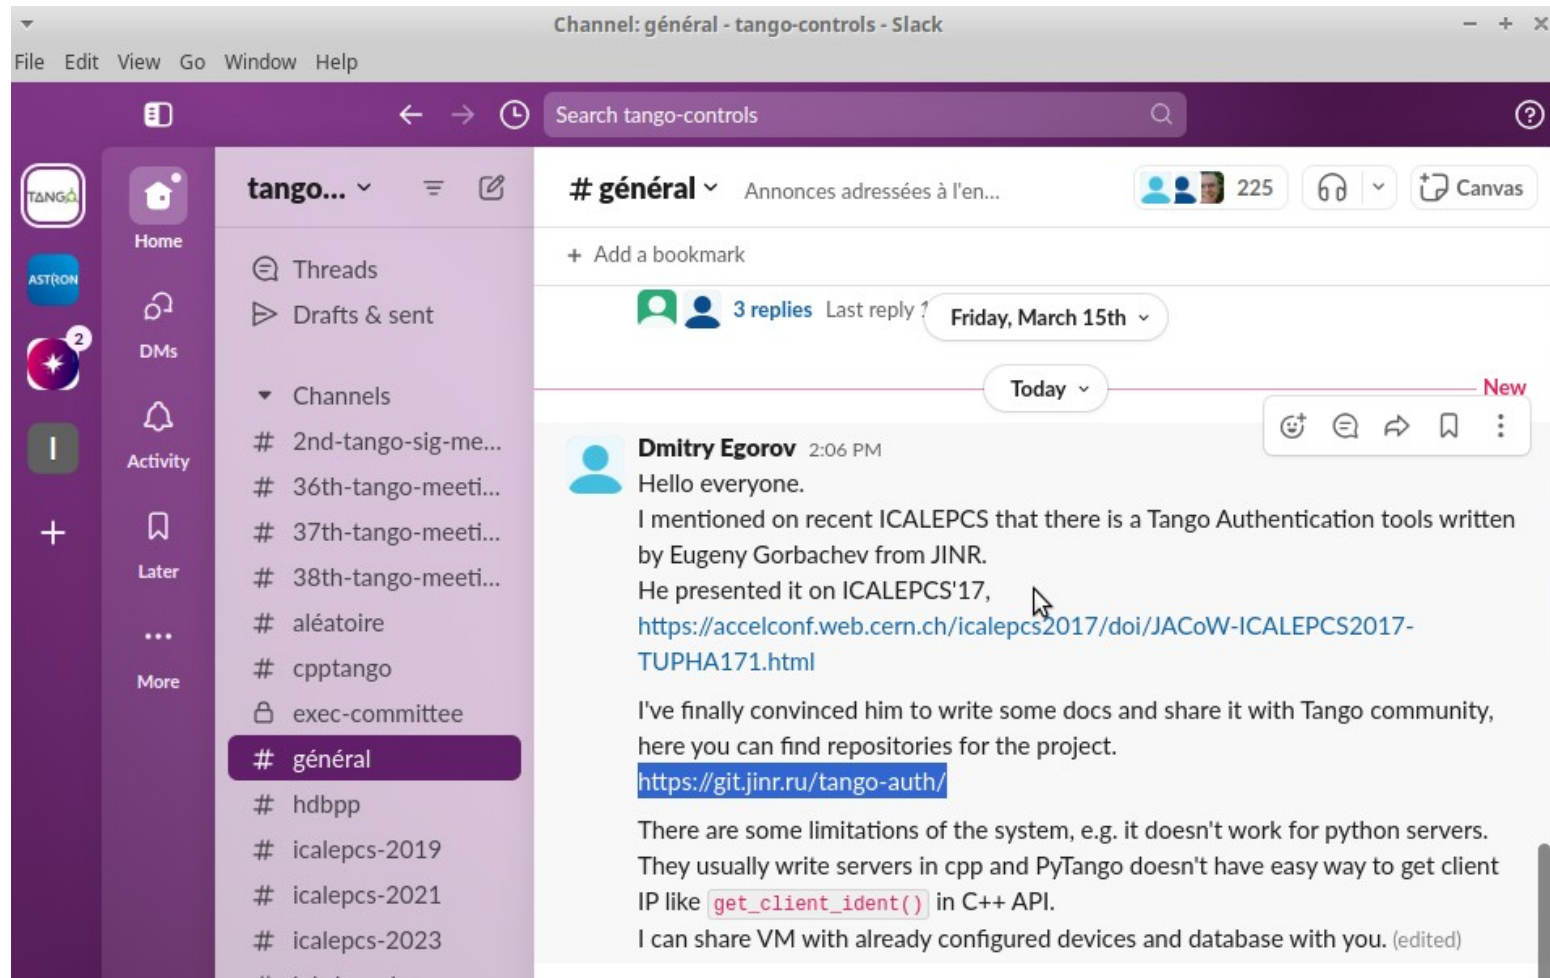 Channel: général - tango-controls - Slack
File Edit View Go Window Help
Search tango-controls
TANGO
ASTRON
2
I
Home
DMs
Activity
Later
More
tango...
Threads
Drafts & sent
Channels
# 2nd-tango-sig-me...
# 36th-tango-meeti...
# 37th-tango-meeti...
# 38th-tango-meeti...
# aléatoire
# cpptango
exec-committee
# général
# hdbpp
# icalepcs-2019
# icalepcs-2021
# icalepcs-2023
# général
Annonces adressées à l'en...
225
Canvas
+ Add a bookmark
3 replies Last reply
Friday, March 15th
Today
New
Dmitry Egorov 2:06 PM
Hello everyone.
I mentioned on recent ICALEPCS that there is a Tango Authentication tools written
by Eugeny Gorbachev from JINR.
He presented it on ICALEPCS'17,
https://accelconf.web.cern.ch/icalepcs2017/doi/JACoW-ICALEPCS2017-
TUPHA171.html
I've finally convinced him to write some docs and share it with Tango community,
here you can find repositories for the project.
https://git.jinr.ru/tango-auth/
There are some limitations of the system, e.g. it doesn't work for python servers.
They usually write servers in cpp and PyTango doesn't have easy way to get client
IP like get_client_ident() in C++ API.
I can share VM with already configured devices and database with you. (edited)